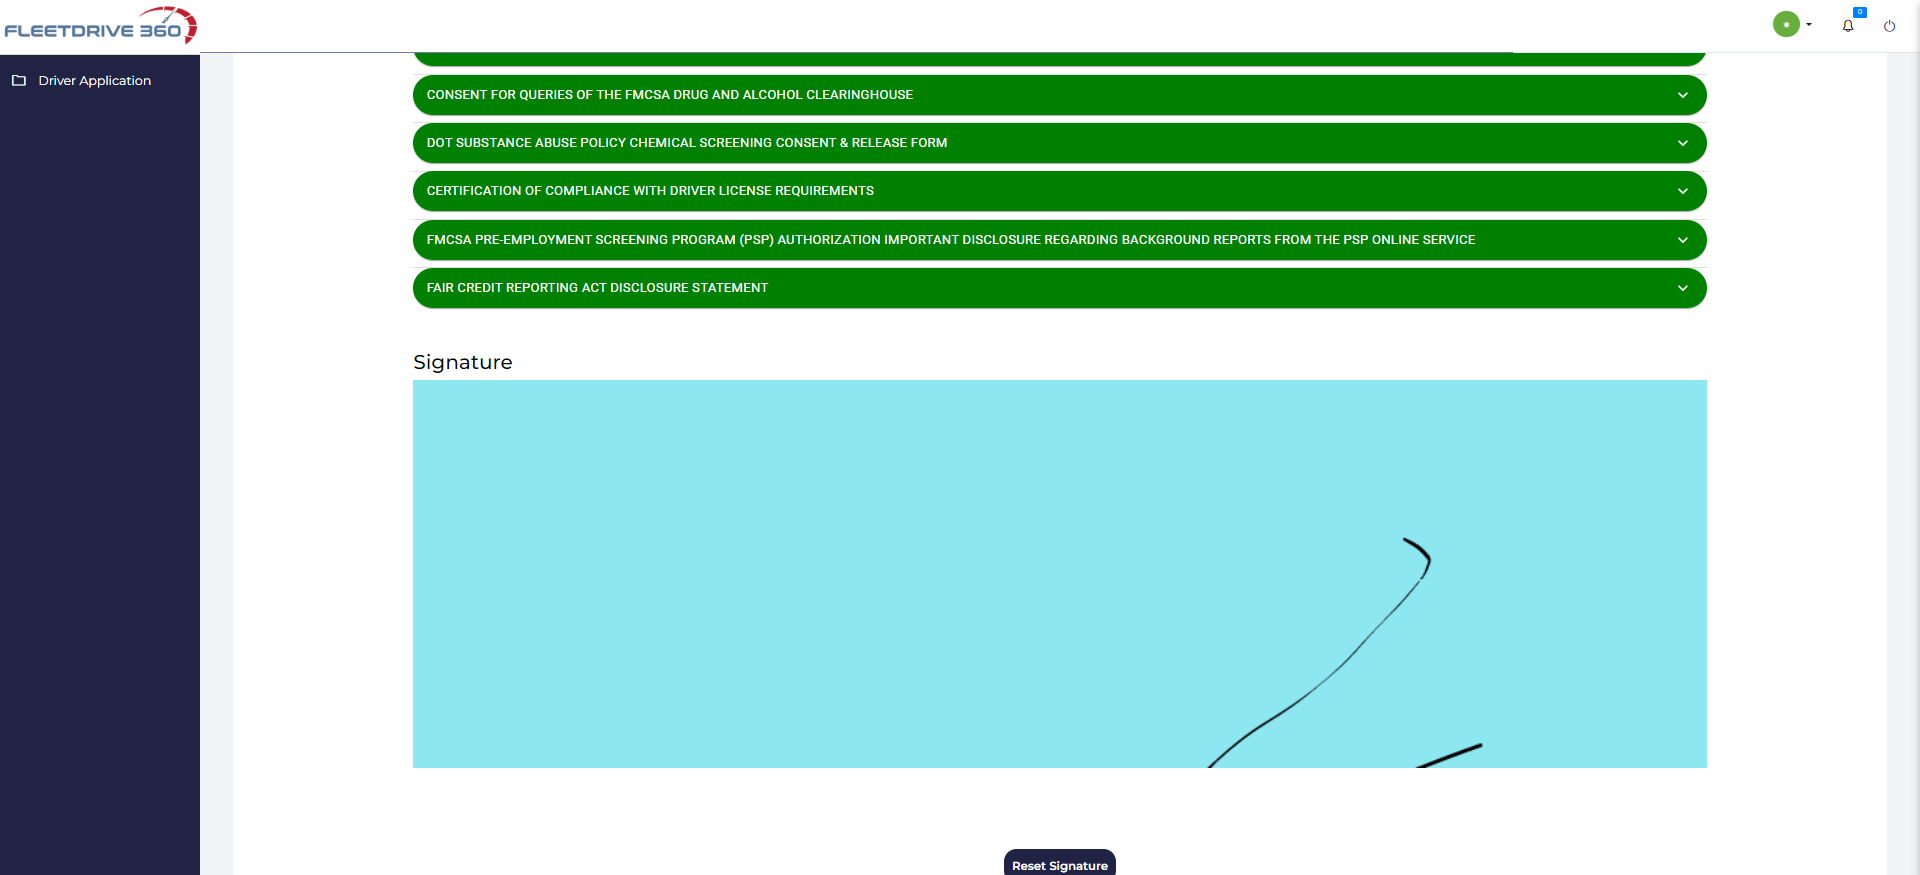 FLEETDRIVE 360
0
Driver Application
CONSENT FOR QUERIES OF THE FMCSA DRUG AND ALCOHOL CLEARINGHOUSE
DOT SUBSTANCE ABUSE POLICY CHEMICAL SCREENING CONSENT & RELEASE FORM
CERTIFICATION OF COMPLIANCE WITH DRIVER LICENSE REQUIREMENTS
FMCSA PRE-EMPLOYMENT SCREENING PROGRAM (PSP) AUTHORIZATION IMPORTANT DISCLOSURE REGARDING BACKGROUND REPORTS FROM THE PSP ONLINE SERVICE
FAIR CREDIT REPORTING ACT DISCLOSURE STATEMENT
Signature
Reset Signature